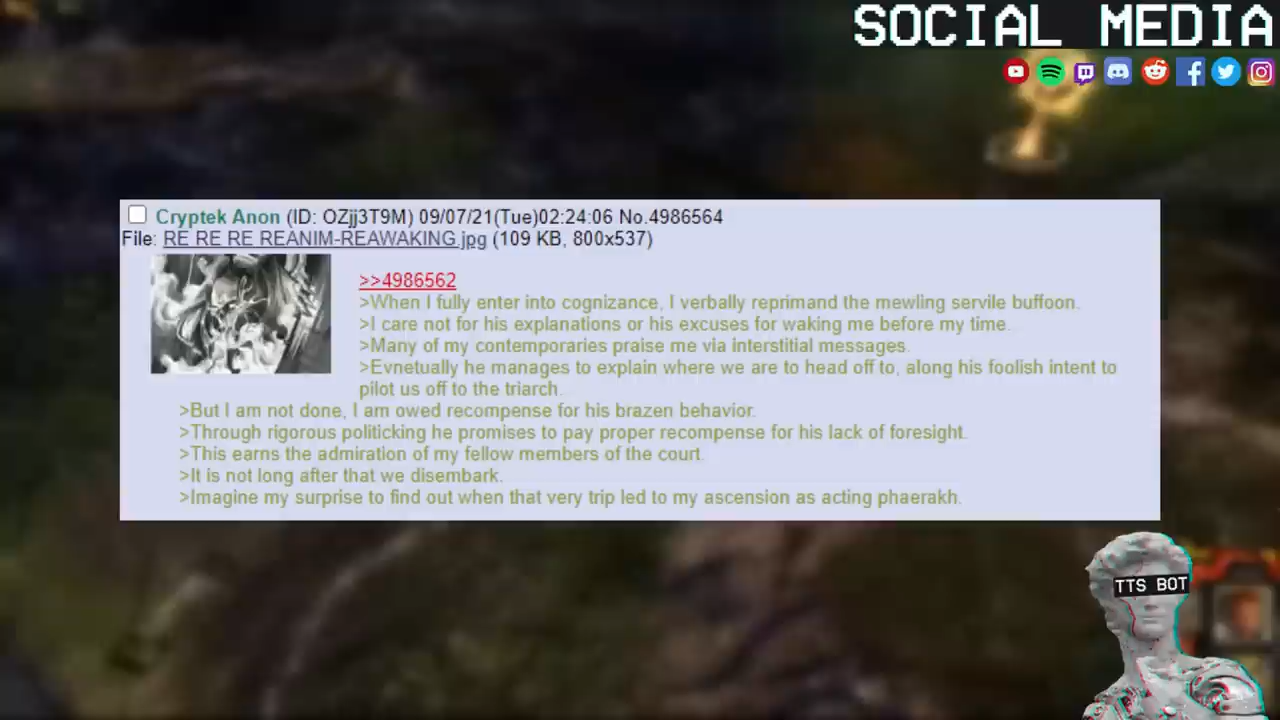 SOCIAL MEDIA
Cryptek Anon (ID: OZjj3T9M) 09/07/21(Tue)02:24:06 No.4986564
File: RE RE RE REANIM-REAWAKING.jpg (109 KB, 800x537)
>>4986562
>When I fully enter into cognizance, I verbally reprimand the mewling servile buffoon.
>I care not for his explanations or his excuses for waking me before my time.
>Many of my contemporaries praise me via interstitial messages.
>Evnetually he manages to explain where we are to head off to, along his foolish intent to
pilot us off to the triarch.
>But I am not done, I am owed recompense for his brazen behavior.
>Through rigorous politicking he promises to pay proper recompense for his lack of foresight.
>This earns the admiration of my fellow members of the court.
>It is not long after that we disembark.
>Imagine my surprise to find out when that very trip led to my ascension as acting phaerakh.
TTS BOT